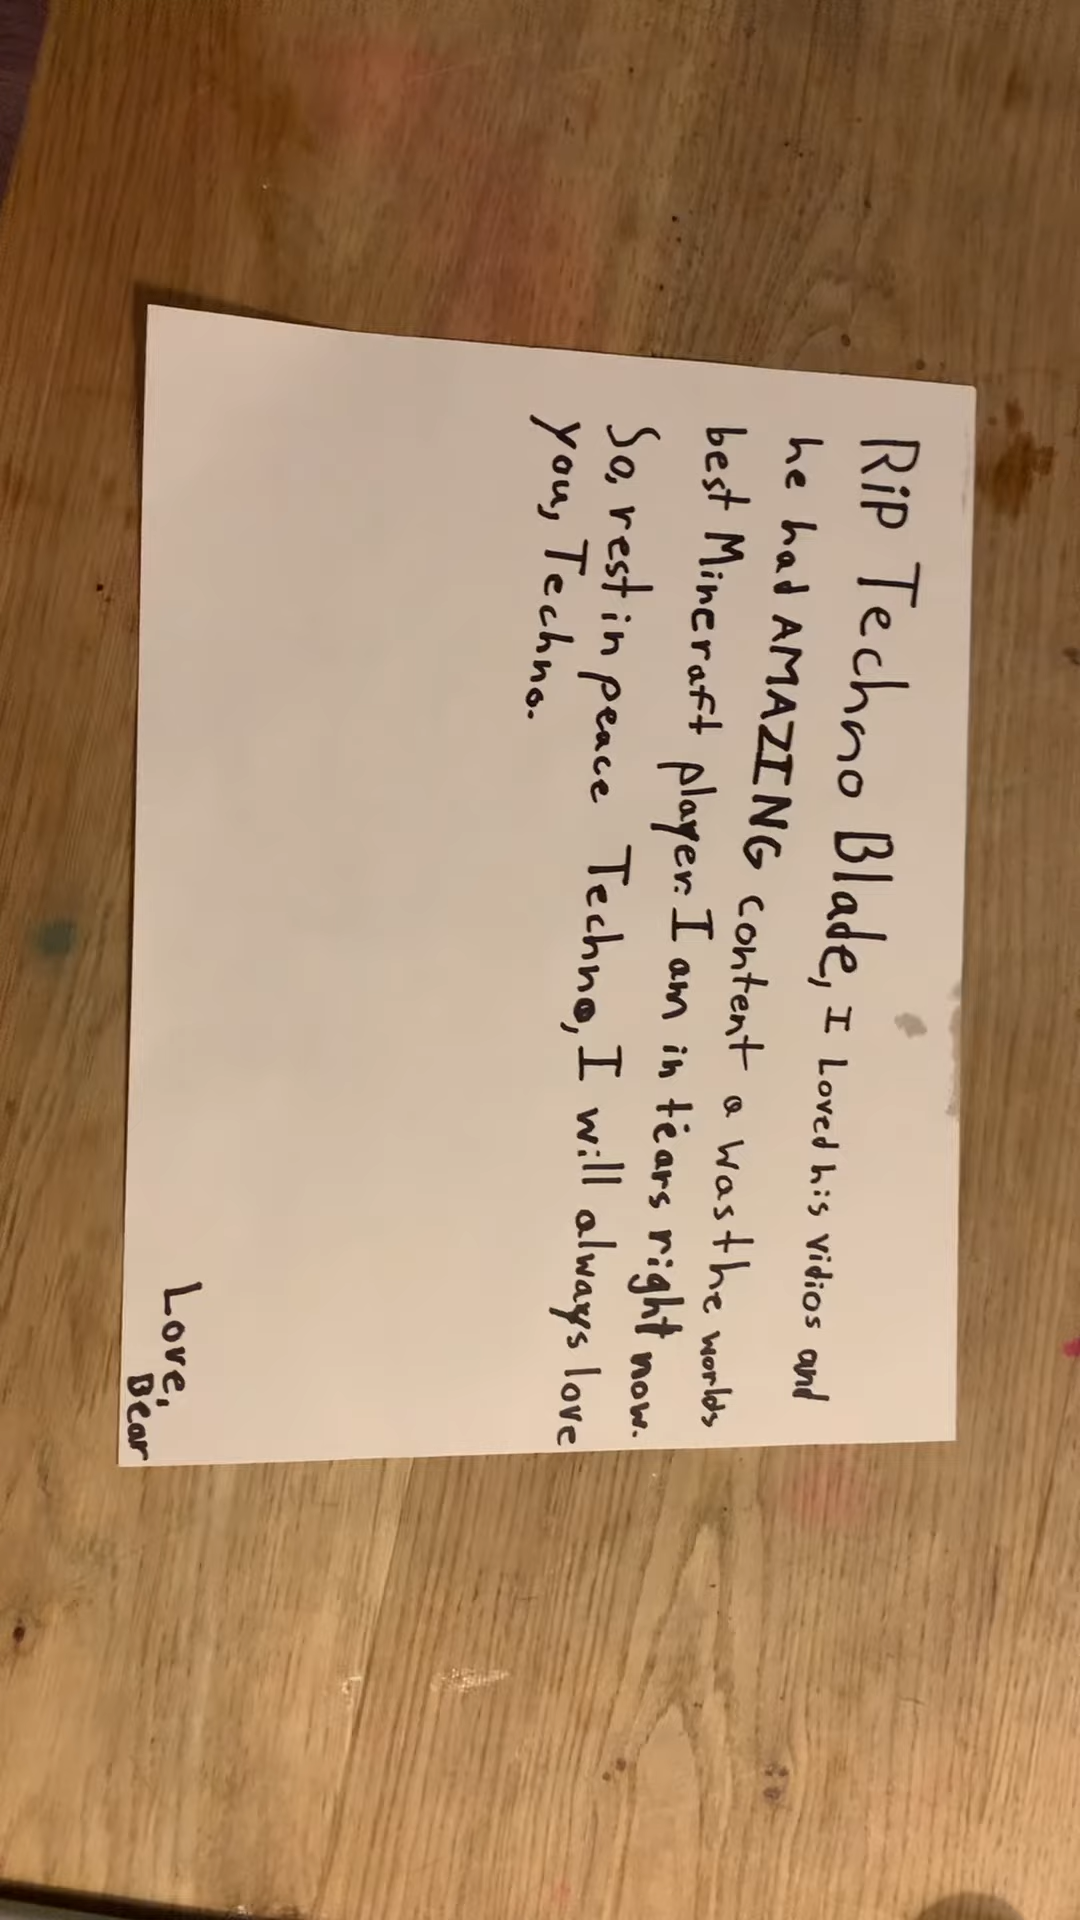 Rip Techno Blade, I Loved his vidios and
he had AMAZING content a was the worlds
best Minecraft player. I am in tears right now.
So, rest in peace Techno, I will always love
you, Techno.
Love,
Bear